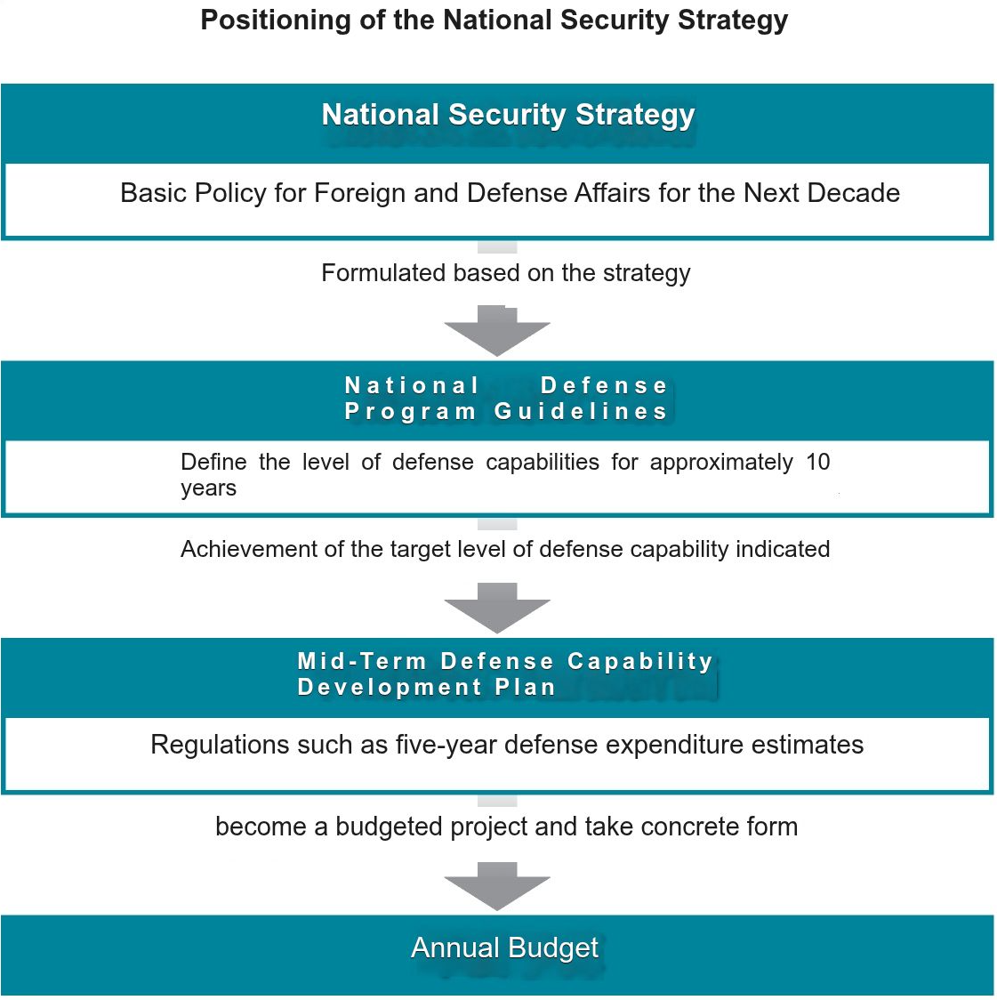 Positioning of the National Security Strategy
National Security Strategy
Basic Policy for Foreign and Defense Affairs for the Next Decade
Formulated based on the strategy
National Defense
Program Guidelines
Define the level of defense capabilities for approximately 10
years
Achievement of the target level of defense capability indicated
Mid-Term Defense Capability
Development Plan
Regulations such as five-year defense expenditure estimates
become a budgeted project and take concrete form
Annual Budget